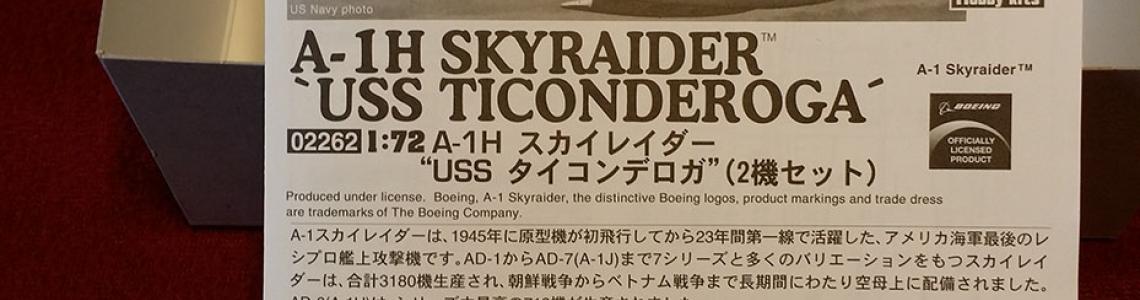 US Navy photo
Hobby kits
A-1H SKYRAIDER™
`USS TICONDEROGA´
A-1 Skyraider™
BOEING
OFFICIALLY
LICENSED
PRODUCT
02262 1:72 A-1H スカイレイダー
“USS タイコンデロガ”(2機セット)
Produced under license. Boeing, A-1 Skyraider, the distinctive Boeing logos, product markings and trade dress
are trademarks of The Boeing Company.
A-1スカイレイダーは、1945年に原型機が初飛行してから23年間第一線で活躍した、アメリカ海軍最後のレ
シプロ艦上攻撃機です。AD-1からAD-7(A-1J)まで7シリーズと多くのバリエーションをもつスカイレイ
ダーは、合計3180機生産され、朝鮮戦争からベトナム戦争まで長期間にわたり空母上に配備されました。